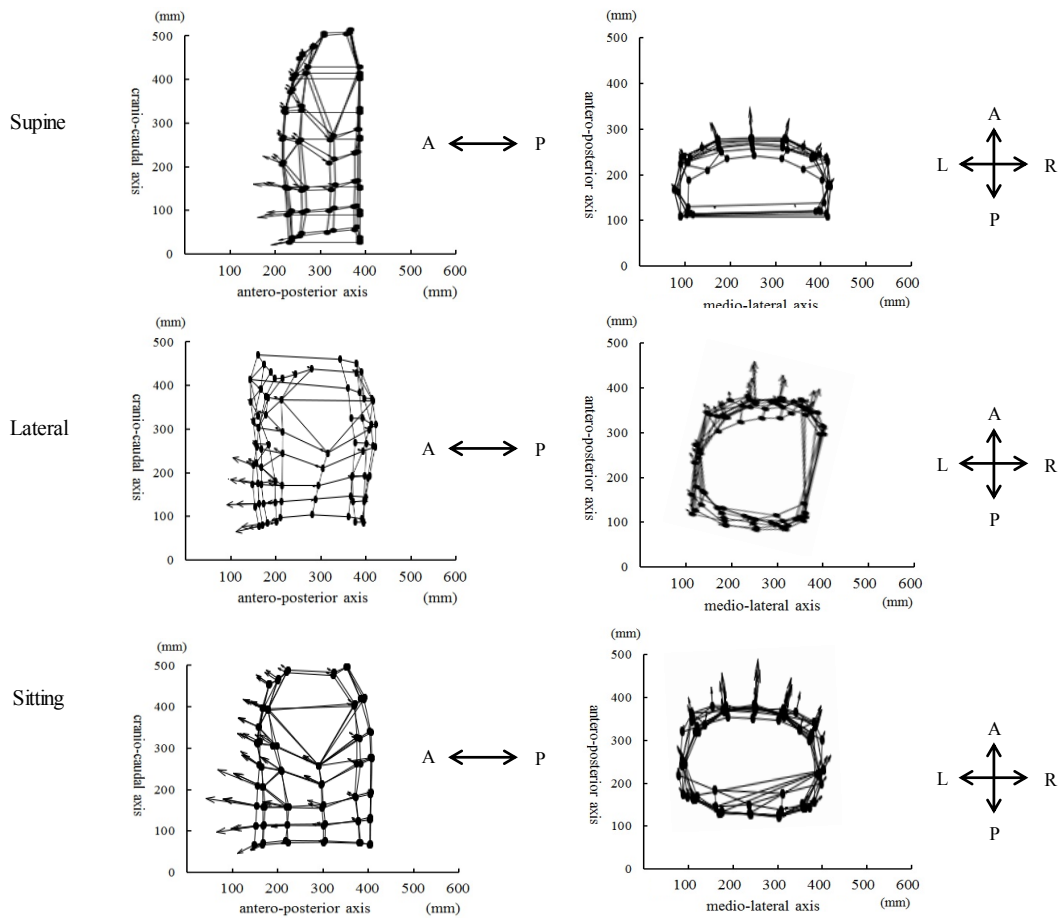 Supine
(mm)
500
400
300
200
100
0
cranio-caudal axis
100 200 300 400 500 600
antero-posterior axis (mm)
A P
(mm)
500
400
300
200
100
0
antero-posterior axis
100 200 300 400 500 600
medio-lateral axis (mm)
A
L R
P
Lateral
(mm)
500
400
300
200
100
0
cranio-caudal axis
100 200 300 400 500 600
antero-posterior axis (mm)
A P
(mm)
500
400
300
200
100
0
antero-posterior axis
100 200 300 400 500 600
medio-lateral axis (mm)
A
L R
P
Sitting
(mm)
500
400
300
200
100
0
cranio-caudal axis
100 200 300 400 500 600
antero-posterior axis (mm)
A P
(mm)
500
400
300
200
100
0
antero-posterior axis
100 200 300 400 500 600
medio-lateral axis (mm)
A
L R
P